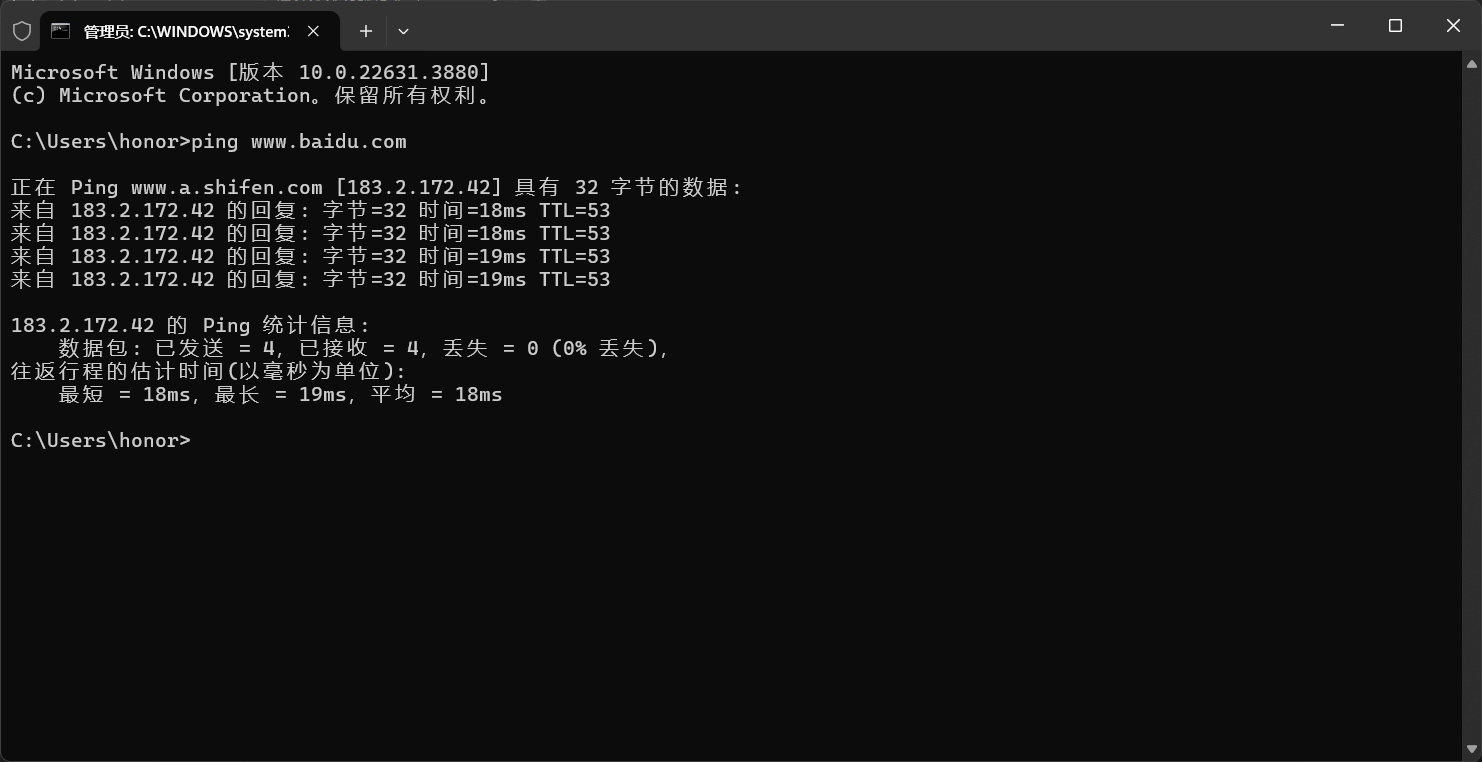 管理员: C:\WINDOWS\system
Microsoft Windows [版本 10.0.22631.3880]
(c) Microsoft Corporation。保留所有权利。
C:\Users\honor>ping www.baidu.com
正在 Ping www.a.shifen.com [183.2.172.42] 具有 32 字节的数据:
来自 183.2.172.42 的回复: 字节=32 时间=18ms TTL=53
来自 183.2.172.42 的回复: 字节=32 时间=18ms TTL=53
来自 183.2.172.42 的回复: 字节=32 时间=19ms TTL=53
来自 183.2.172.42 的回复: 字节=32 时间=19ms TTL=53
183.2.172.42 的 Ping 统计信息:
数据包: 已发送 = 4, 已接收 = 4, 丢失 = 0 (0% 丢失),
往返行程的估计时间(以毫秒为单位):
最短 = 18ms, 最长 = 19ms, 平均 = 18ms
C:\Users\honor>